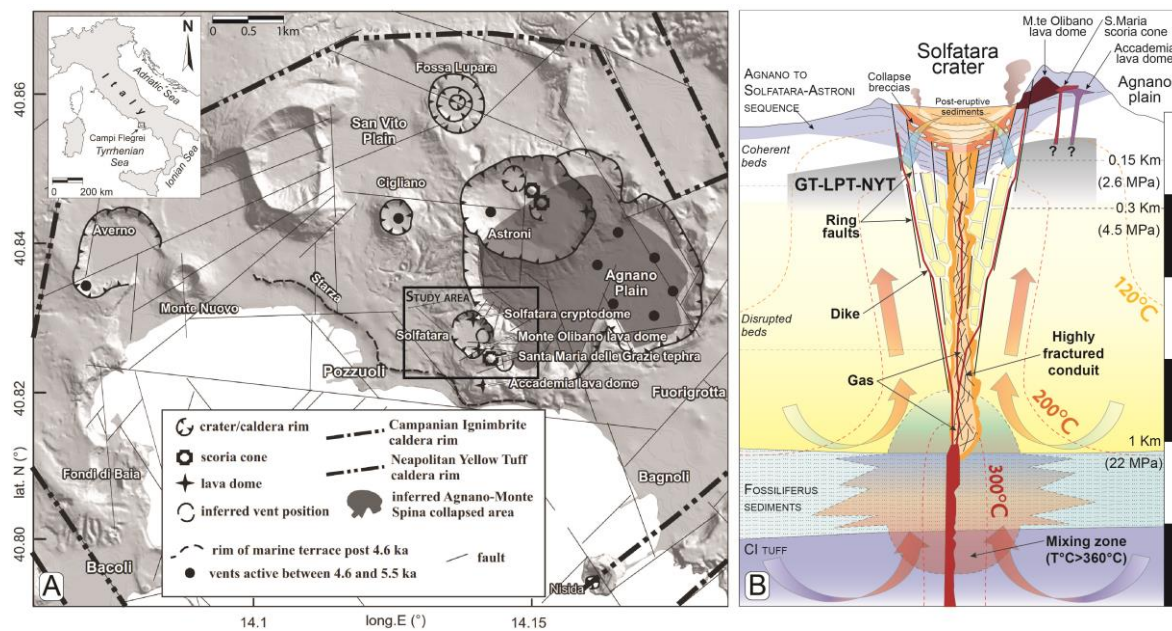 N
Italy
Adriatic Sea
Campi Flegrei
Tyrrhenian
Sea
Ionian Sea
0 200 km
0 0.5 1km
Fossa Lupara
San Vito
Plain
Cigliano
Averno
Astroni
Agnano
Plain
Monte Nuovo
Starza
STUDY AREA
Solfatara cryptodome
Solfatara
Monte Olibano lava dome
Santa Maria delle Grazie tephra
Pozzuoli
Accademia lava dome
Fuorigrotta
Fondi di Baia
Bagnoli
Bacoli
Nisida
crater/caldera rim
scoria cone
lava dome
inferred vent position
rim of marine terrace post 4.6 ka
vents active between 4.6 and 5.5 ka
Campanian Ignimbrite
caldera rim
Neapolitan Yellow Tuff
caldera rim
inferred Agnano-Monte
Spina collapsed area
fault
40.86
40.84
40.82
40.80
lat. N (°)
14.1
long.E (°)
14.15
A
M.te Olibano
lava dome
S.Maria
scoria cone
Accademia
lava dome
Solfatara
crater
Agnano
plain
AGNANO TO
SOLFATARA-ASTRONI
SEQUENCE
Collapse
breccias
Post-eruptive
sediments
Coherent
beds
? ?
0.15 Km
(2.6 MPa)
GT-LPT-NYT
0.3 Km
(4.5 MPa)
Ring
faults
120°C
Dike
Disrupted
beds
Highly
fractured
conduit
Gas
200°C
1 Km
(22 MPa)
300°C
FOSSILIFERUS
SEDIMENTS
CI TUFF
Mixing zone
(T°C>360°C)
B